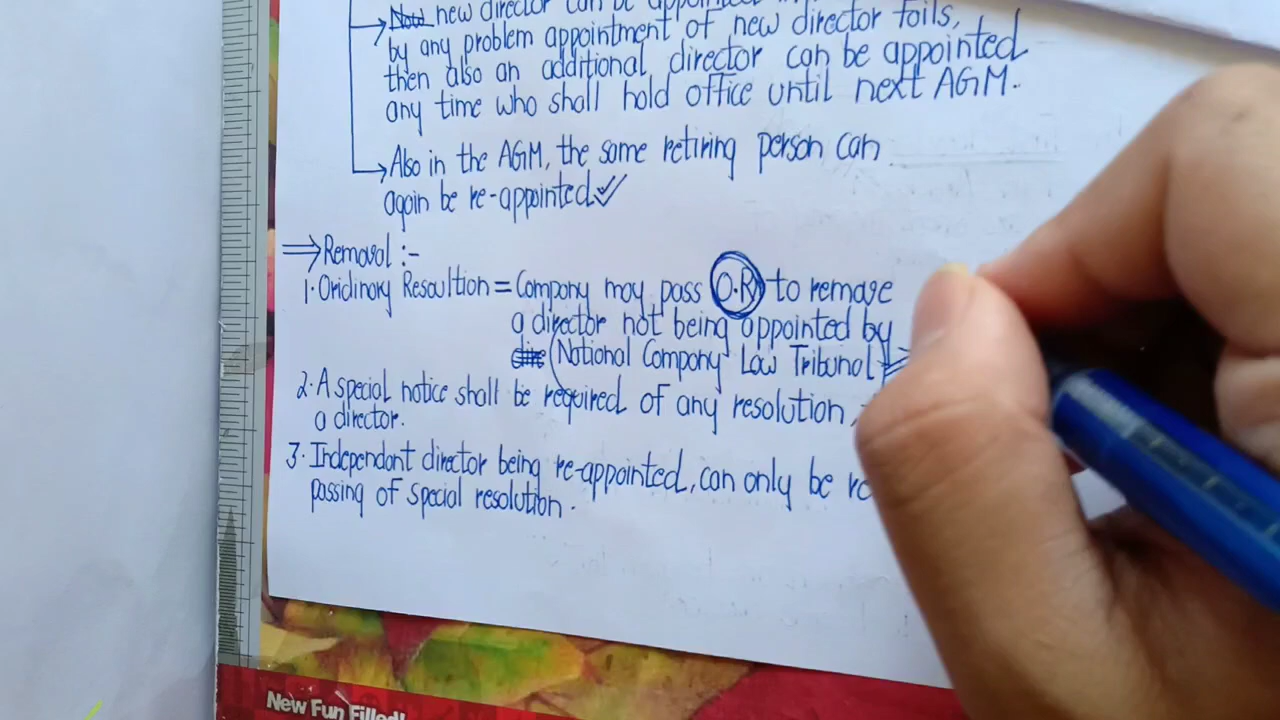 Now new director can be appointed
by any problem appointment of new director fails,
then also an additional director can be appointed
any time who shall hold office until next AGM.
Also in the AGM, the same retiring person can
again be re-appointed
⇒ Removal :-
1. Oridinary Resoultion = Company may pass O.R to remove
a director not being appointed by
(National Company Law Tribunal
2. A special notice shall be required of any resolution,
a director.
3. Independant director being re-appointed, can only be
passing of special resolution.
New Fun Filled!